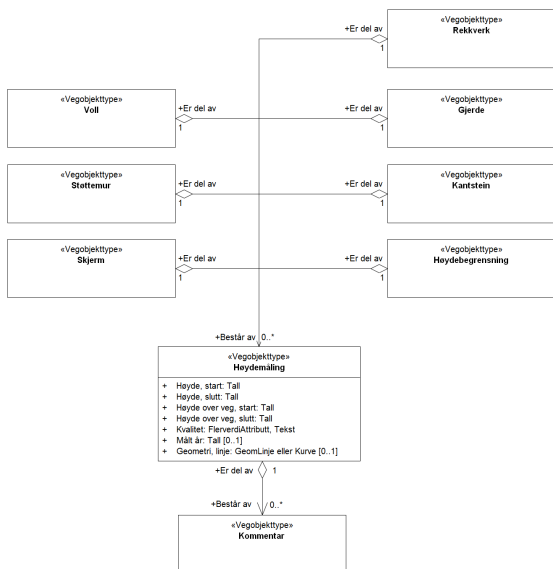 «Vegobjekttype»
Rekkverk
+Er del av
1
«Vegobjekttype»
Voll
+Er del av
1
«Vegobjekttype»
Gjerde
+Er del av
1
«Vegobjekttype»
Støttemur
+Er del av
1
«Vegobjekttype»
Kantstein
+Er del av
1
«Vegobjekttype»
Skjerm
+Er del av
1
«Vegobjekttype»
Høydebegrensning
+Er del av
1
+Består av 0..*
«Vegobjekttype»
Høydemåling
+ Høyde, start: Tall
+ Høyde, slutt: Tall
+ Høyde over veg, start: Tall
+ Høyde over veg, slutt: Tall
+ Kvalitet: FlerverdiAttributt, Tekst
+ Målt år: Tall [0..1]
+ Geometri, linje: GeomLinje eller Kurve [0..1]
+Er del av 1
+Består av 0..*
«Vegobjekttype»
Kommentar